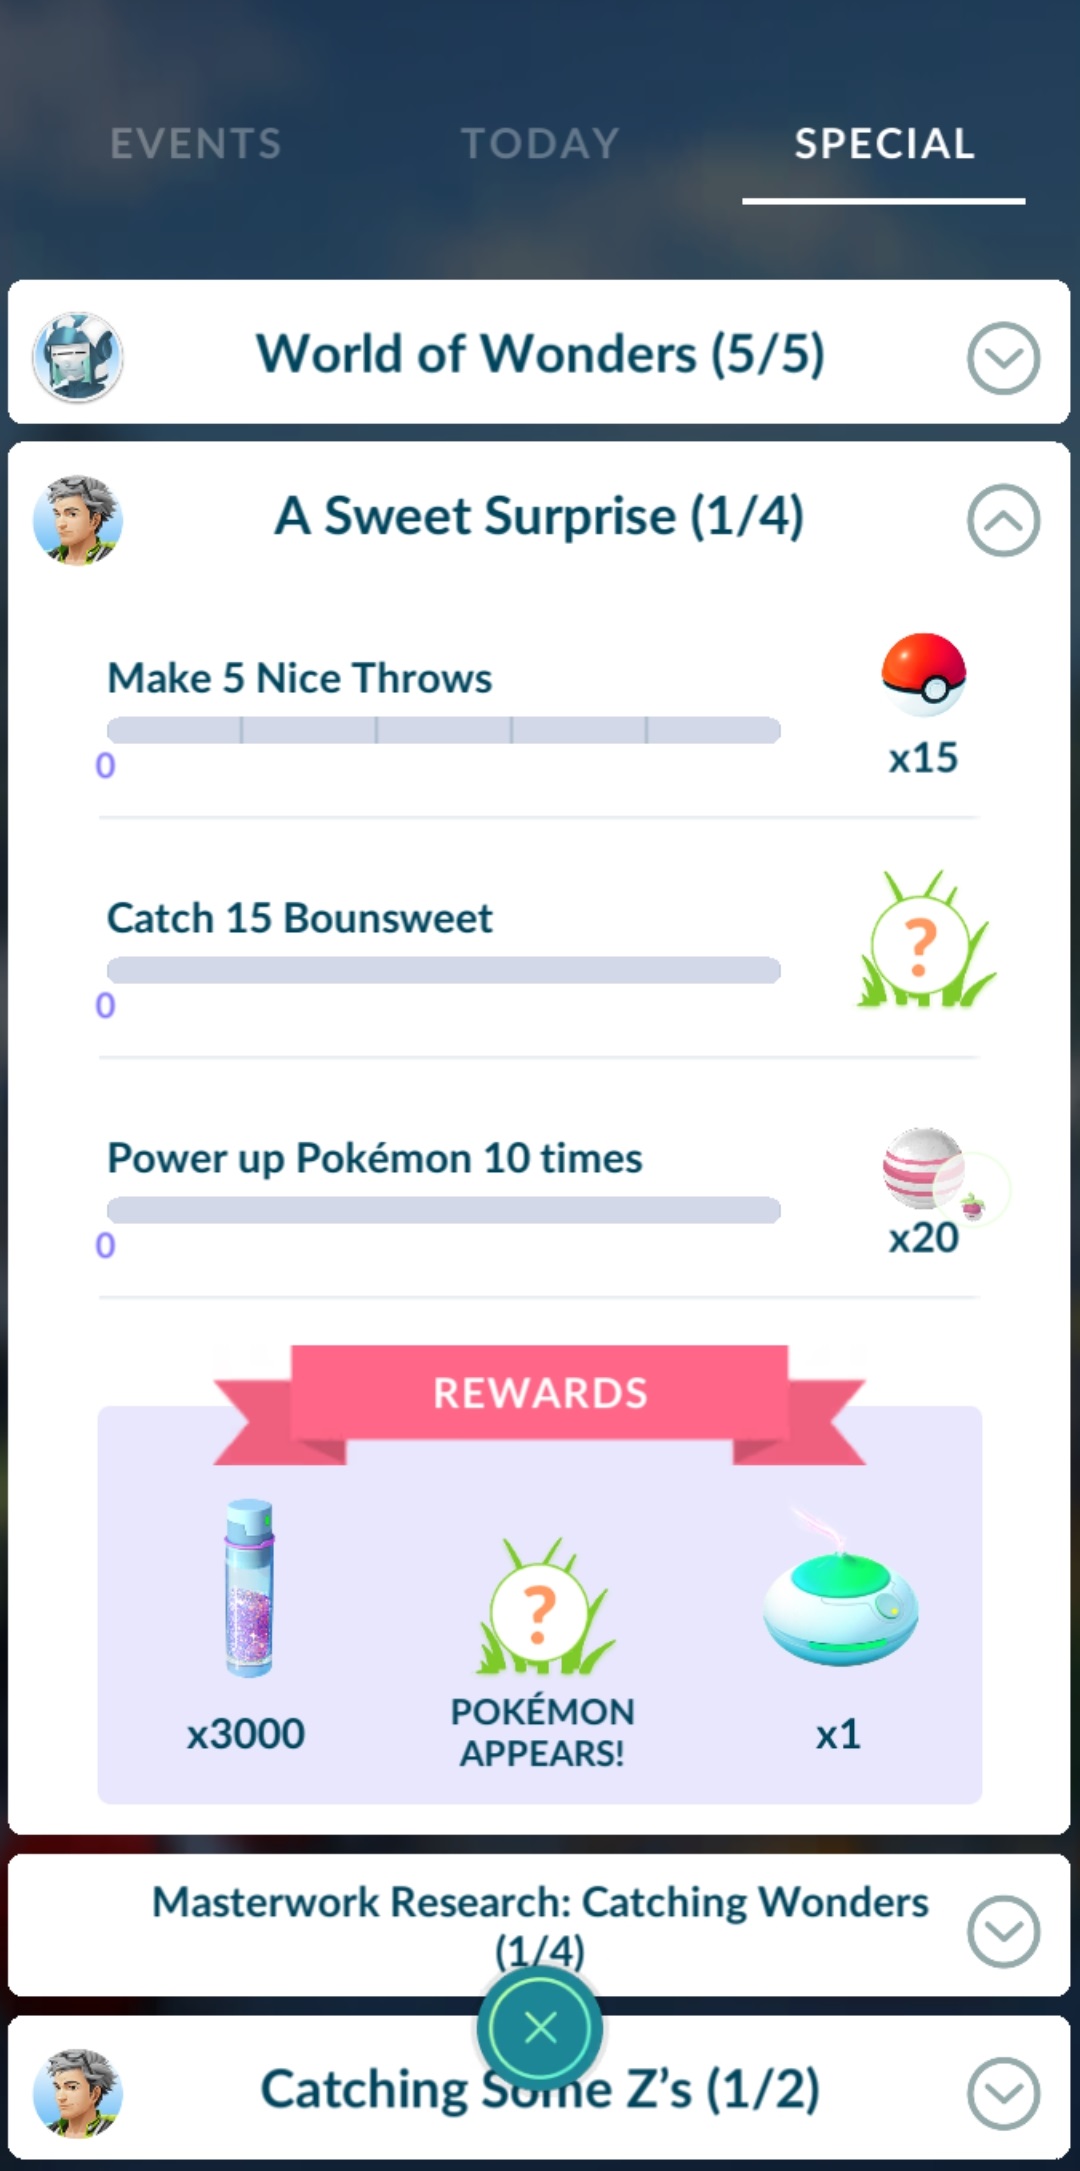 EVENTS TODAY SPECIAL
World of Wonders (5/5)
A Sweet Surprise (1/4)
Make 5 Nice Throws
0
x15
Catch 15 Bounsweet
?
0
Power up Pokémon 10 times
0
x20
REWARDS
?
x3000
POKÉMON
APPEARS!
x1
Masterwork Research: Catching Wonders
(1/4)
Catching Some Z’s (1/2)